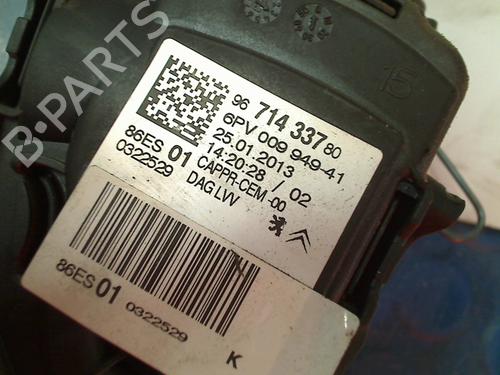 B-PARTS
15
96 714 337 80
6PV 009 949-41
25.01.2013
14:20:28 / 02
86ES 01 CAPPR-CEM-00
0322529 DAG LVV
86ES 01 0322529 K